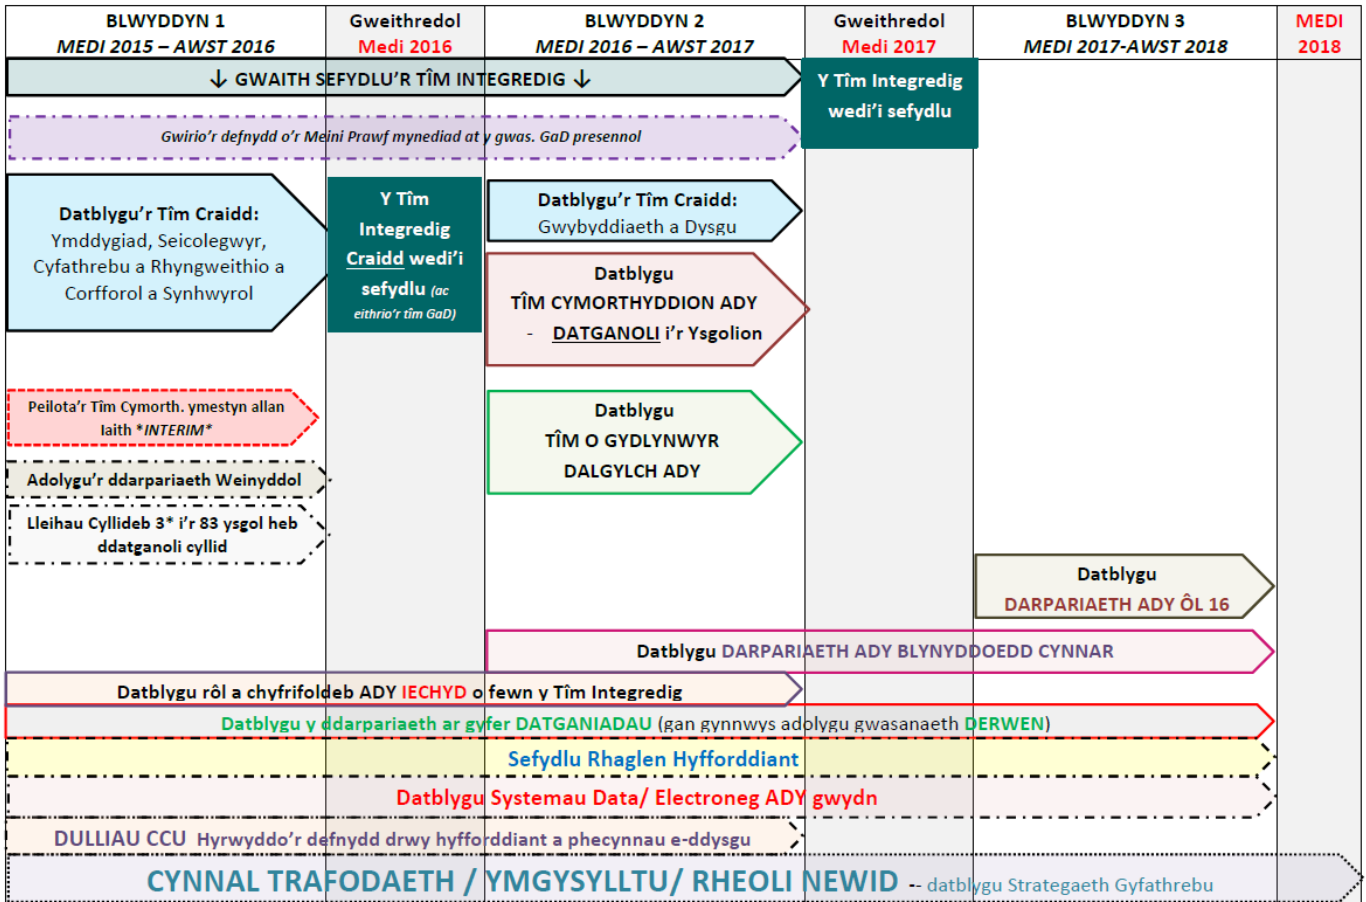 BLWYDDYN 1
MEDI 2015 – AWST 2016
Gweithredol
Medi 2016
BLWYDDYN 2
MEDI 2016 – AWST 2017
Gweithredol
Medi 2017
BLWYDDYN 3
MEDI 2017-AWST 2018
MEDI
2018
↓ GWAITH SEFYDLU’R TÎM INTEGREDIG ↓
Y Tîm Integredig
wedi’i sefydlu
Gwirio’r defnydd o’r Meini Prawf mynediad at y gwas. GaD presennol
Datblygu’r Tîm Craidd:
Ymddygiad, Seicolegwyr,
Cyfathrebu a Rhyngweithio a
Corfforol a Synhwyrol
Y Tîm
Integredig
Craidd wedi’i
sefydlu (ac
eithrio’r tîm GaD)
Datblygu’r Tîm Craidd:
Gwybyddiaeth a Dysgu
Datblygu
TÎM CYMORTHYDDION ADY
- DATGANOLI i’r Ysgolion
Peilota’r Tîm Cymorth. ymestyn allan
Iaith *INTERIM*
Datblygu
TÎM O GYDLYNWYR
DALGYLCH ADY
Adolygu’r ddarpariaeth Weinyddol
Lleihau Cyllideb 3* i’r 83 ysgol heb
ddatganoli cyllid
Datblygu
DARPARIAETH ADY ÔL 16
Datblygu DARPARIAETH ADY BLYNYDDOEDD CYNNAR
Datblygu rôl a chyfrifoldeb ADY IECHYD o fewn y Tîm Integredig
Datblygu y ddarpariaeth ar gyfer DATGANIADAU (gan gynnwys adolygu gwasanaeth DERWEN)
Sefydlu Rhaglen Hyfforddiant
Datblygu Systemau Data/ Electroneg ADY gwydn
DULLIAU CCU Hyrwyddo’r defnydd drwy hyfforddiant a phecynnau e-ddysgu
CYNNAL TRAFODAETH / YMGYSYLLTU/ RHEOLI NEWID -- datblygu Strategaeth Gyfathrebu